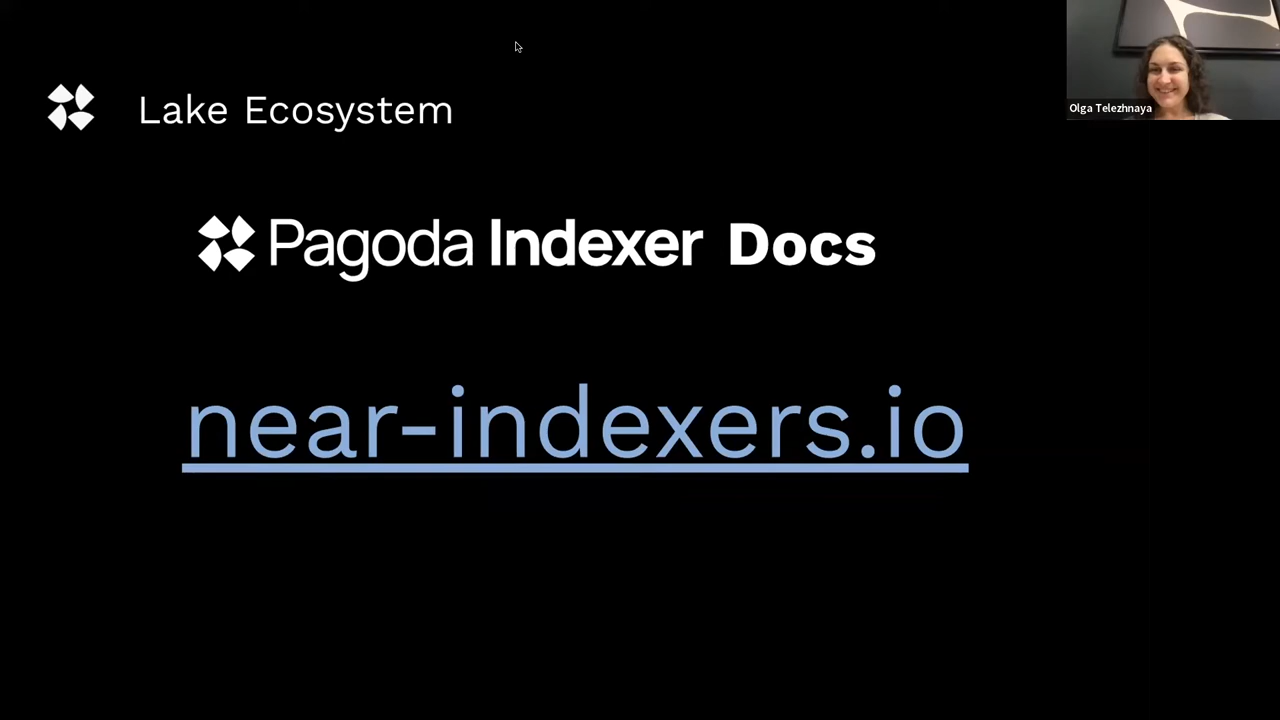 Lake Ecosystem
Olga Telezhnaya
Pagoda Indexer Docs
near-indexers.io